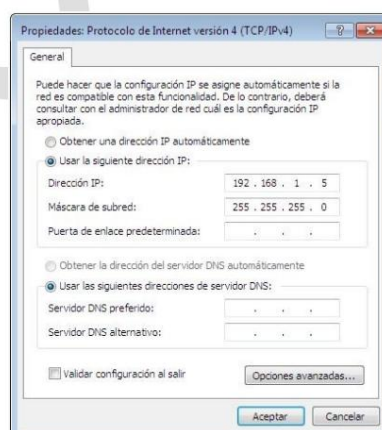 Propiedades: Protocolo de Internet versión 4 (TCP/IPv4)
General
Puede hacer que la configuración IP se asigne automáticamente si la
red es compatible con esta funcionalidad. De lo contrario, deberá
consultar con el administrador de red cuál es la configuración IP
apropiada.
Obtener una dirección IP automáticamente
Usar la siguiente dirección IP:
Dirección IP: 192 . 168 . 1 . 5
Máscara de subred: 255 . 255 . 255 . 0
Puerta de enlace predeterminada: . . .
Obtener la dirección del servidor DNS automáticamente
Usar las siguientes direcciones de servidor DNS:
Servidor DNS preferido: . . .
Servidor DNS alternativo: . . .
Validar configuración al salir
Opciones avanzadas...
Aceptar Cancelar